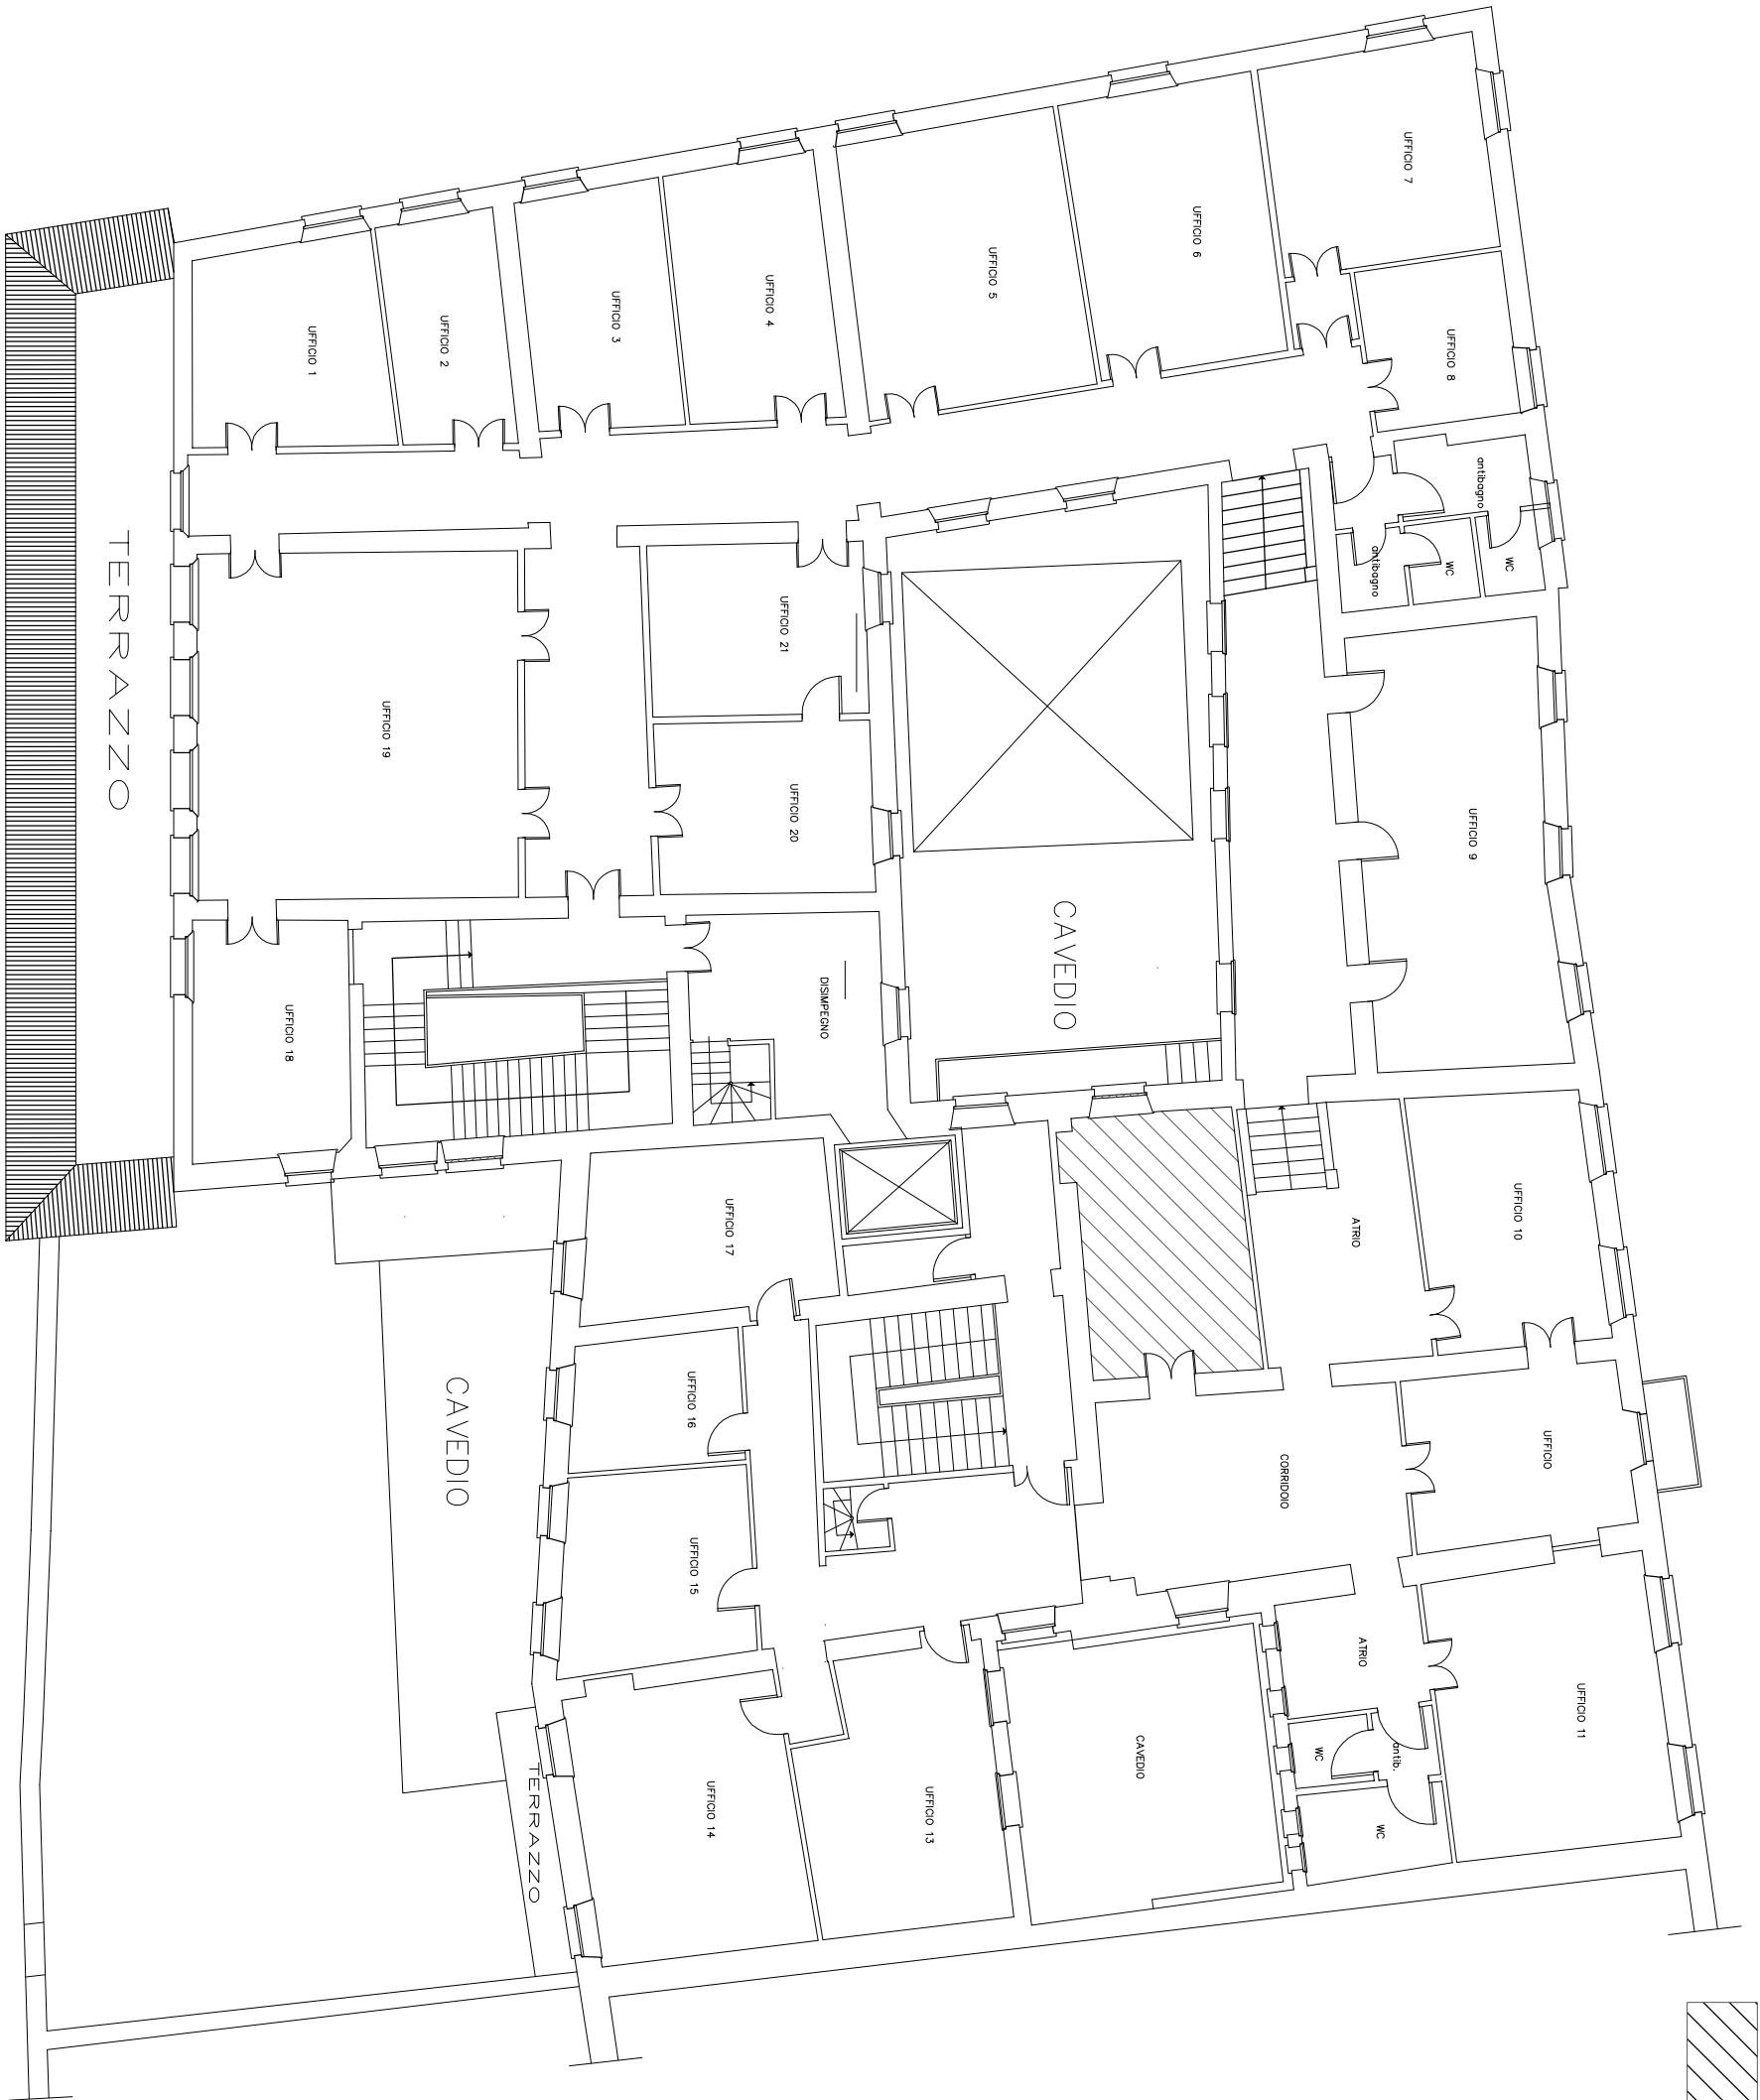 UFFICIO 7
UFFICIO 6
UFFICIO 5
UFFICIO 4
UFFICIO 3
UFFICIO 2
UFFICIO 1
UFFICIO 8
antibagno
WC
WC
antibagno
TERRAZZO
UFFICIO 19
UFFICIO 21
UFFICIO 20
UFFICIO 9
CAVEDIO
DISIMPEGNO
UFFICIO 18
UFFICIO 17
ATRIO
UFFICIO 10
UFFICIO 16
CAVEDIO
CORRIDOIO
UFFICIO
UFFICIO 15
ATRIO
UFFICIO 11
antib.
WC
WC
CAVEDIO
UFFICIO 13
UFFICIO 14
TERRAZZO